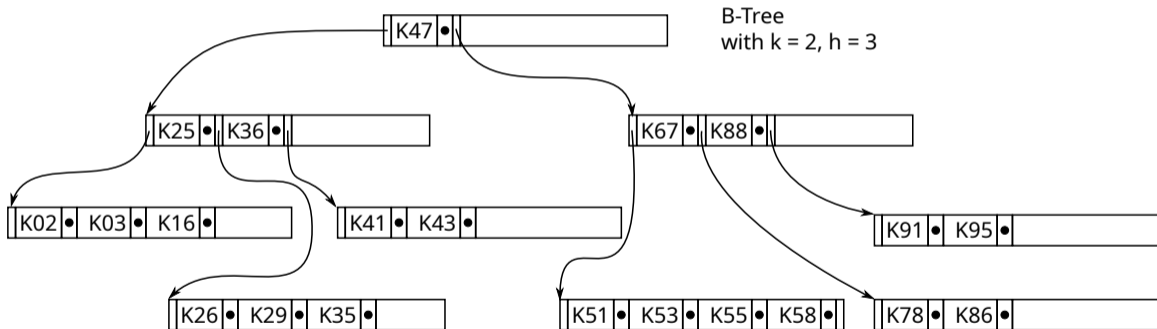 B-Tree
with k = 2, h = 3
K47
K25 K36
K67 K88
K02 K03 K16
K41 K43
K91 K95
K26 K29 K35
K51 K53 K55 K58
K78 K86